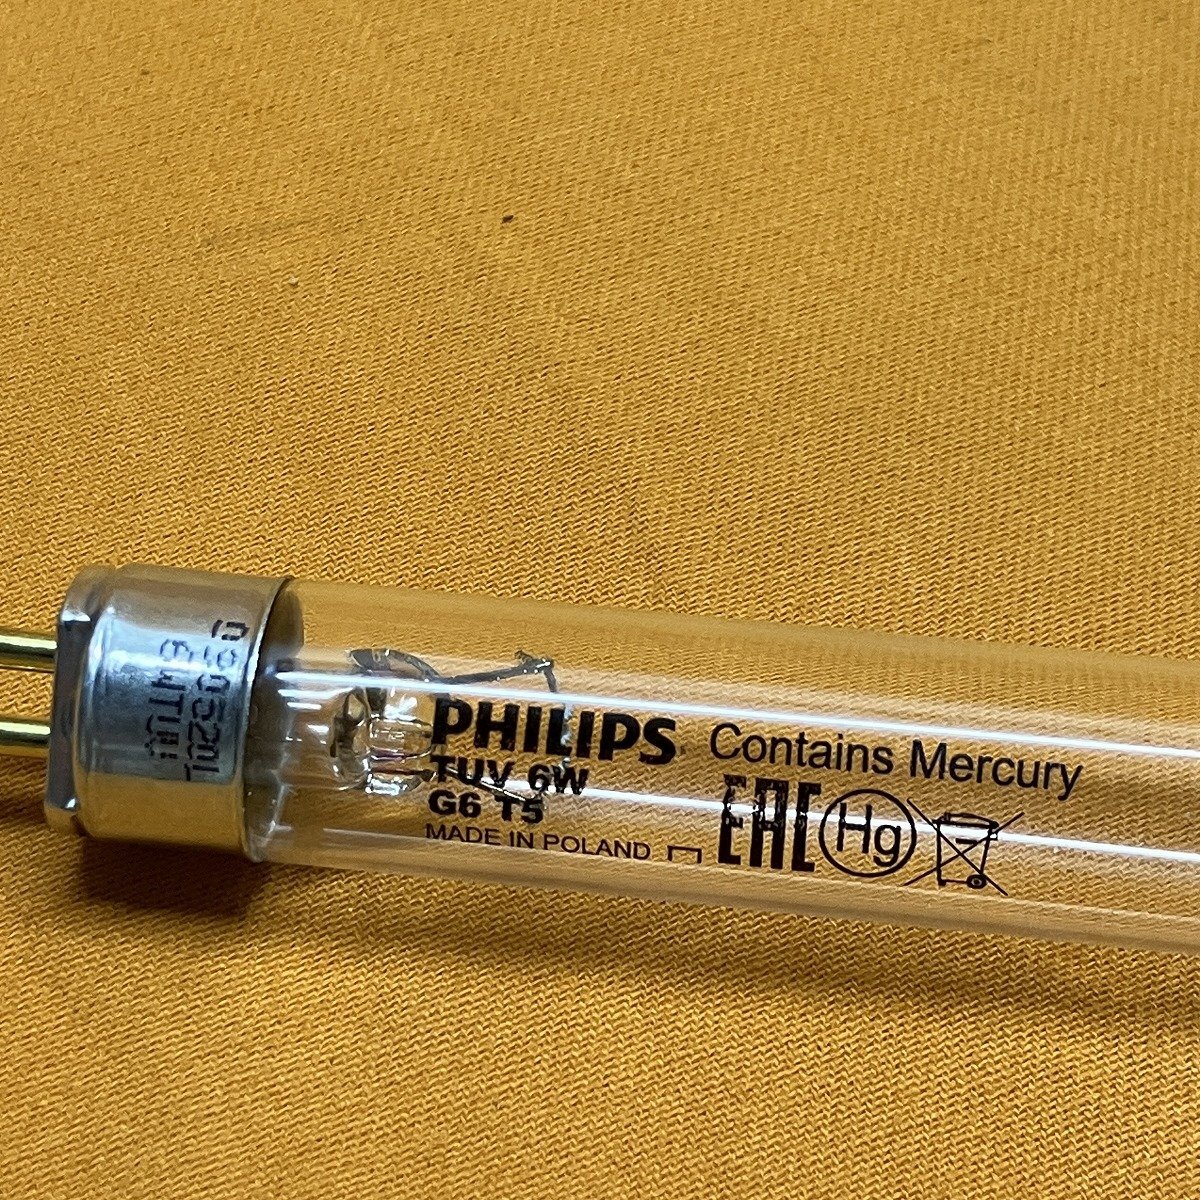 PHILIPS
TUV 6W
G6 T5
MADE IN POLAND
Contains Mercury
EAC Hg